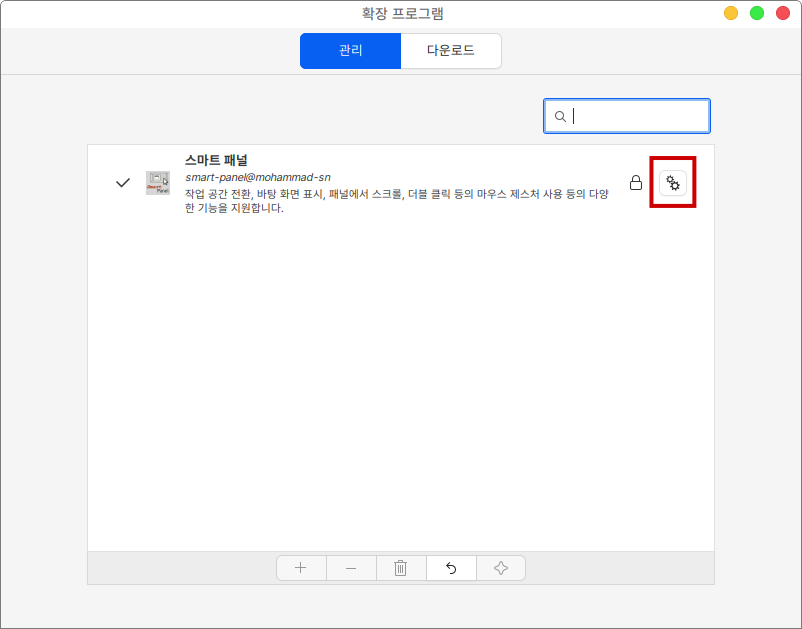 확장 프로그램
관리
다운로드
스마트 패널
smart-panel@mohammad-sn
작업 공간 전환, 바탕 화면 표시, 패널에서 스크롤, 더블 클릭 등의 마우스 제스처 사용 등의 다양
한 기능을 지원합니다.
Smart
Panel